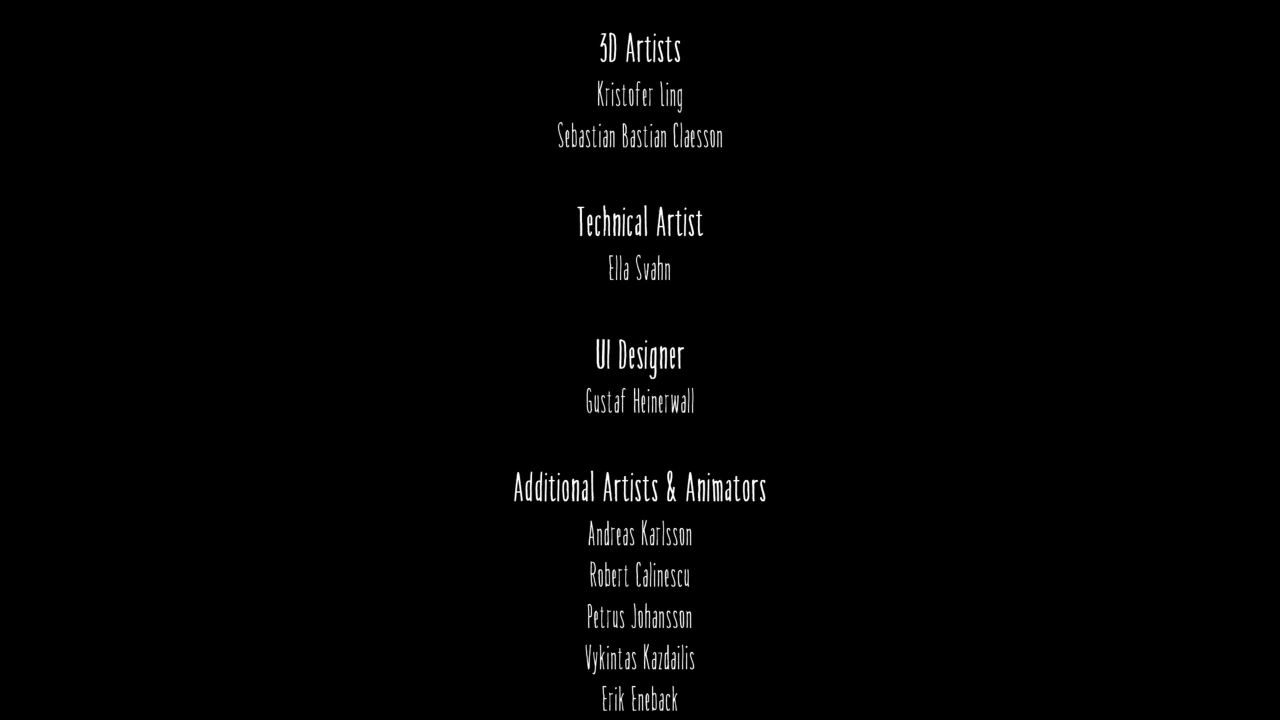 3D Artists
Kristofer Ling
Sebastian Bastian Claesson
Technical Artist
Ella Svahn
UI Designer
Gustaf Heinerwall
Additional Artists & Animators
Andreas Karlsson
Robert Calinescu
Petrus Johansson
Vykintas Kazdailis
Erik Eneback